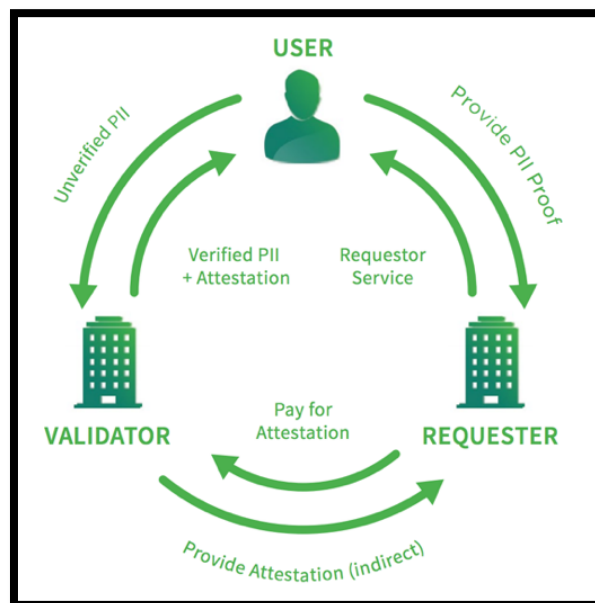 USER
Unverified PII
Provide PII Proof
Verified PII
+ Attestation
Requestor
Service
VALIDATOR
REQUESTER
Pay for
Attestation
Provide Attestation (indirect)